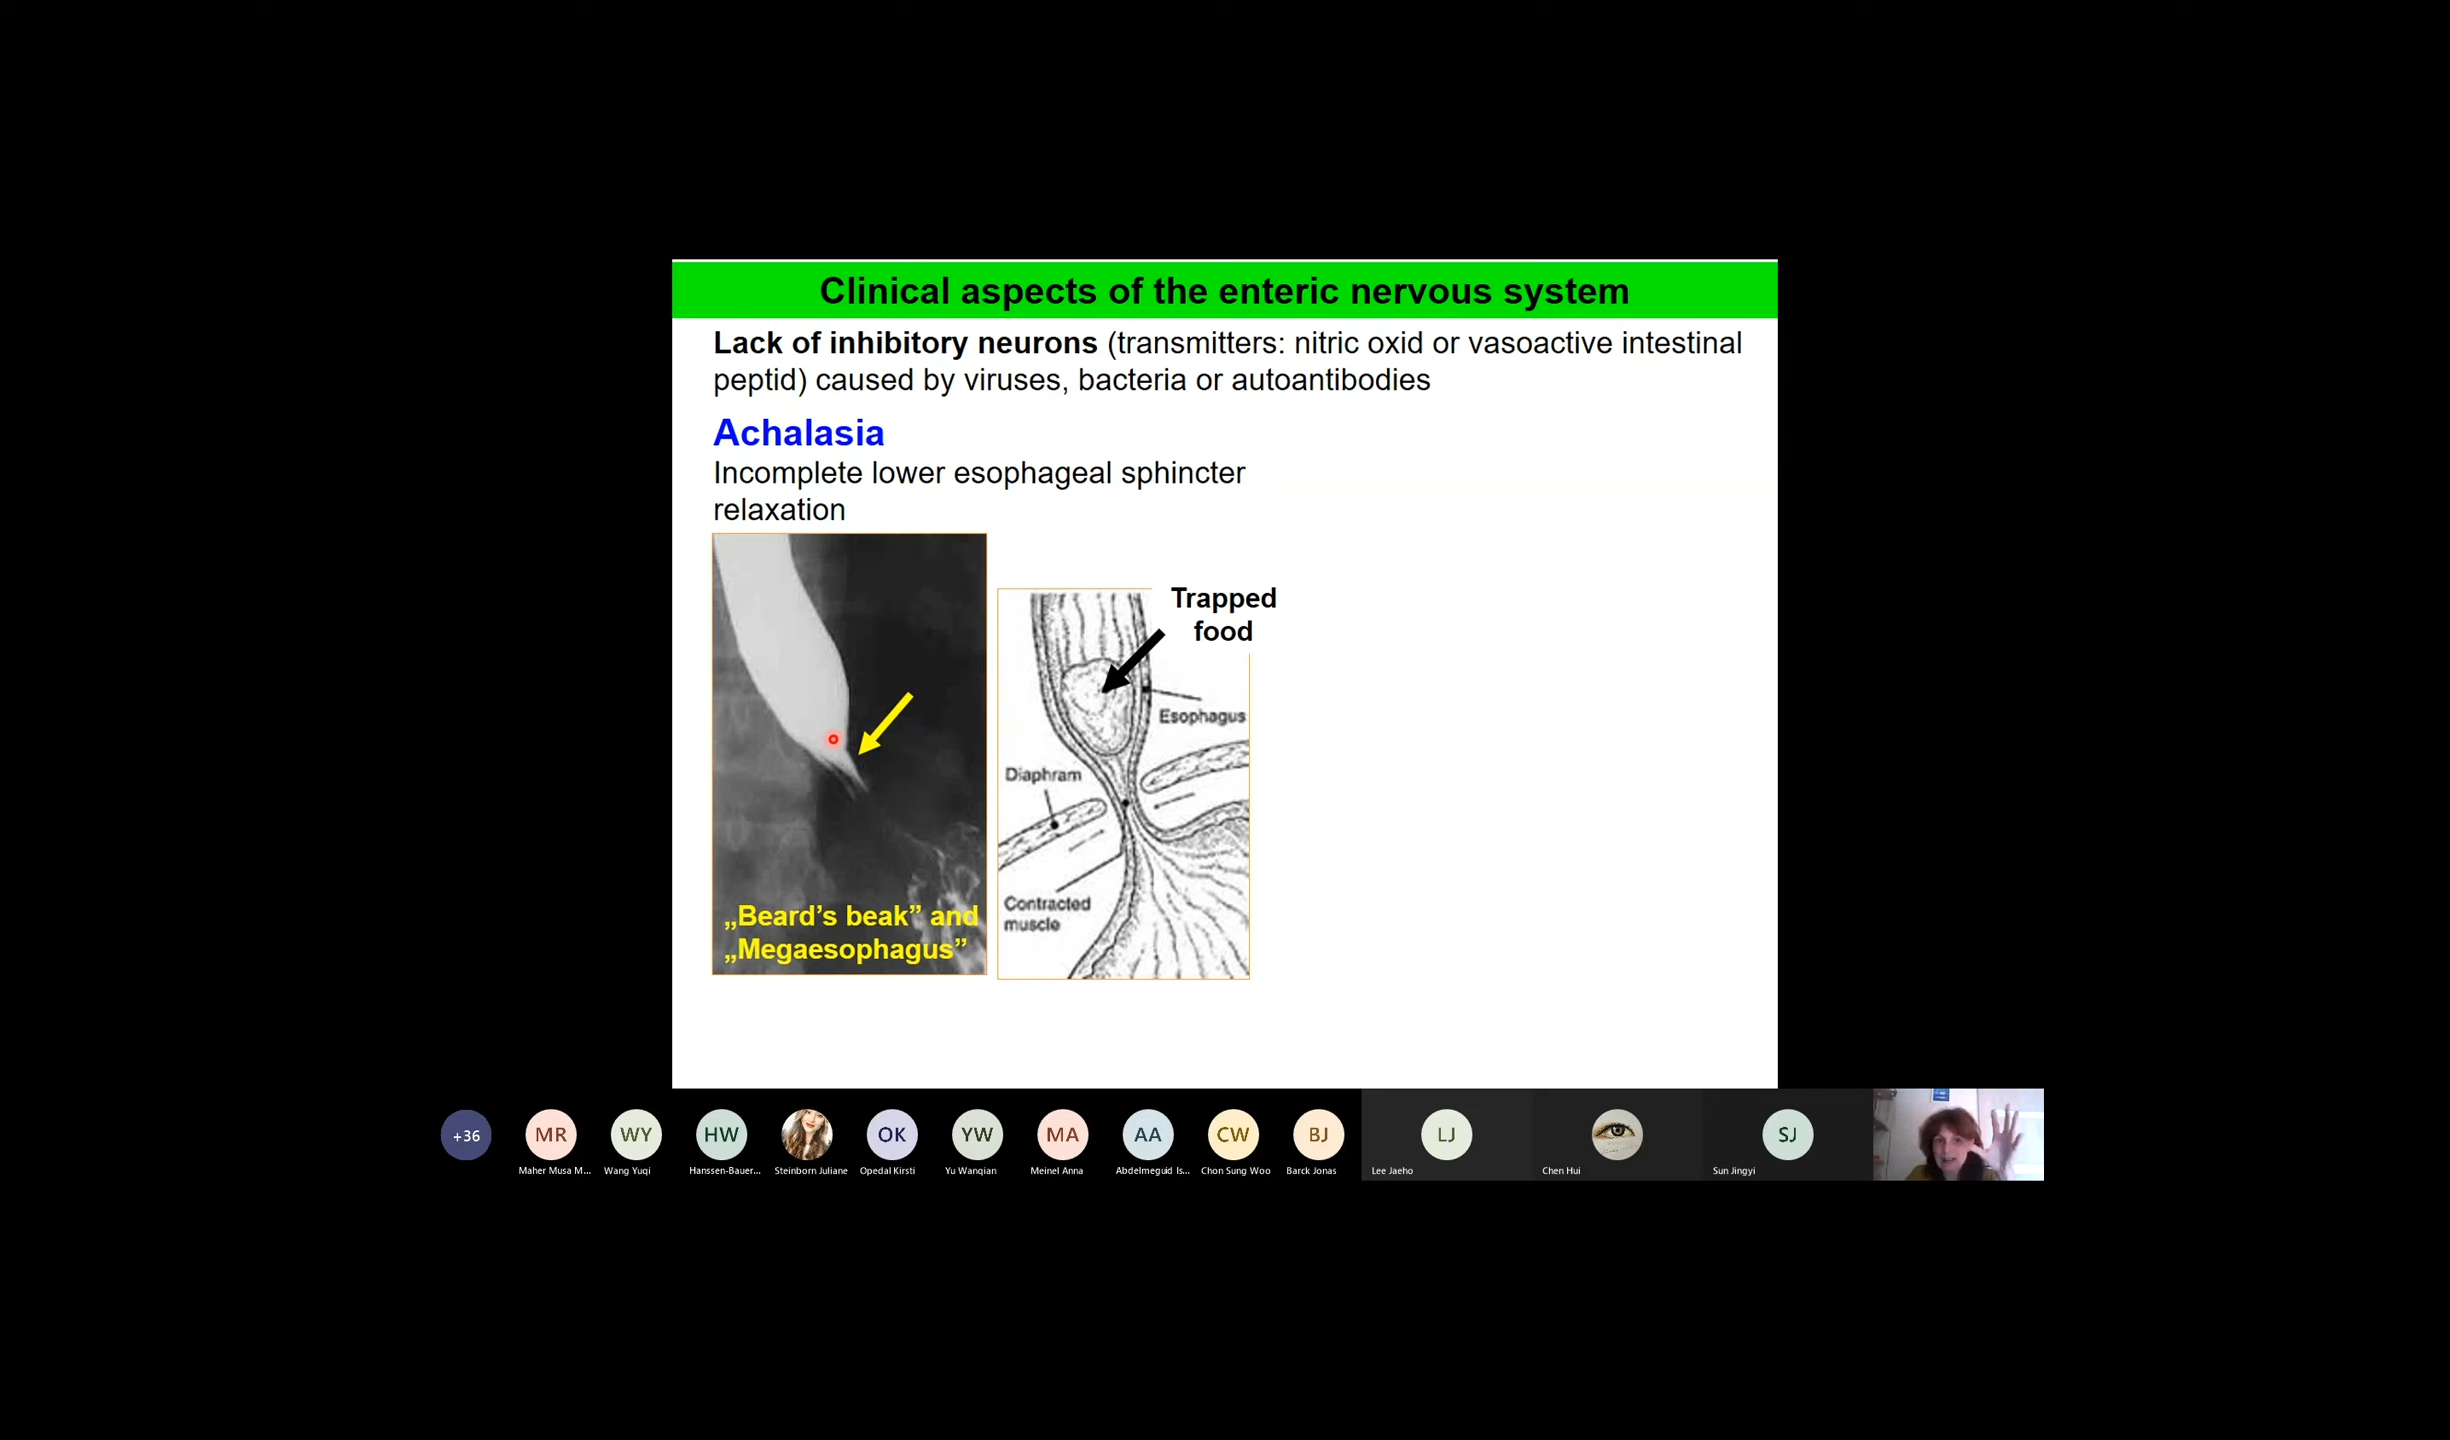 Clinical aspects of the enteric nervous system
Lack of inhibitory neurons (transmitters: nitric oxid or vasoactive intestinal
peptid) caused by viruses, bacteria or autoantibodies
Achalasia
Incomplete lower esophageal sphincter
relaxation
„Beard’s beak” and
„Megaesophagus”
Trapped
food
Esophagus
Diaphram
Contracted
muscle
+36
MR
Maher Musa M...
WY
Wang Yuqi
HW
Hanssen-Bauer...
Steinborn Juliane
OK
Opedal Kirsti
YW
Yu Wanqian
MA
Meinel Anna
AA
Abdelmeguid Is...
CW
Chon Sung Woo
BJ
Barck Jonas
LJ
Lee Jaeho
Chen Hui
SJ
Sun Jingyi